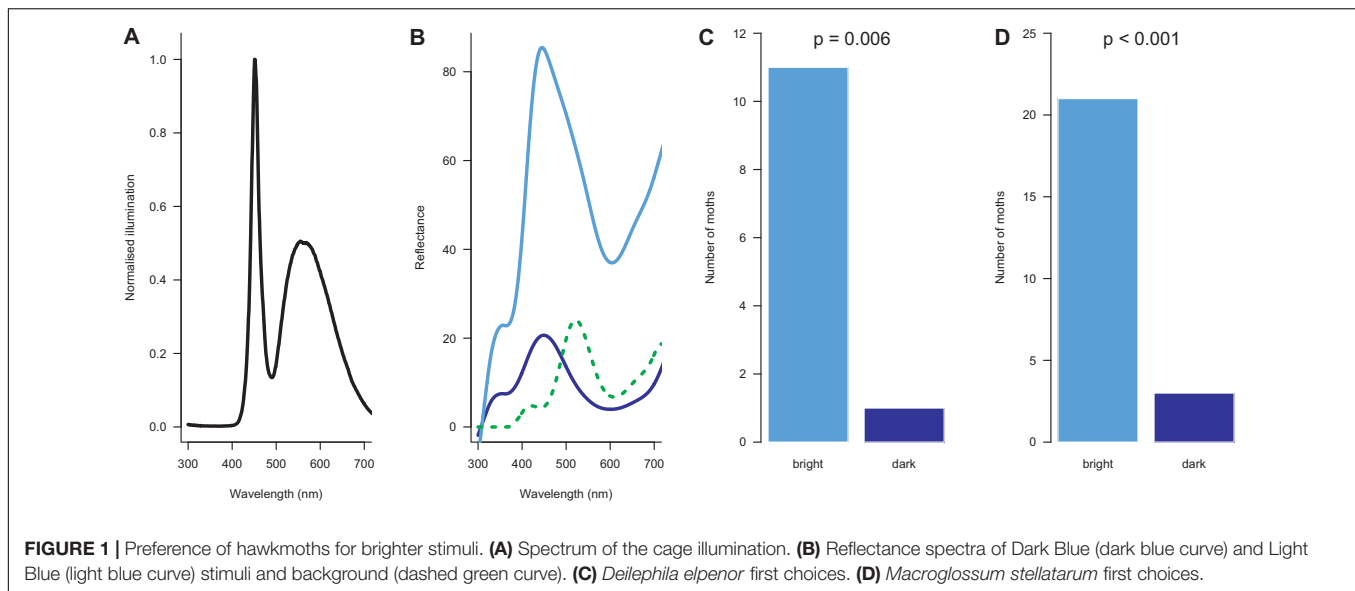 A
Normalised illumination
1.0
0.8
0.6
0.4
0.2
0.0
300 400 500 600 700
Wavelength (nm)
B
Reflectance
80
60
40
20
0
300 400 500 600 700
Wavelength (nm)
C
p = 0.006
Number of moths
12
10
8
6
4
2
0
bright dark
D
p < 0.001
Number of moths
25
20
15
10
5
0
bright dark
FIGURE 1 | Preference of hawkmoths for brighter stimuli. (A) Spectrum of the cage illumination. (B) Reflectance spectra of Dark Blue (dark blue curve) and Light
Blue (light blue curve) stimuli and background (dashed green curve). (C) Deilephila elpenor first choices. (D) Macroglossum stellatarum first choices.